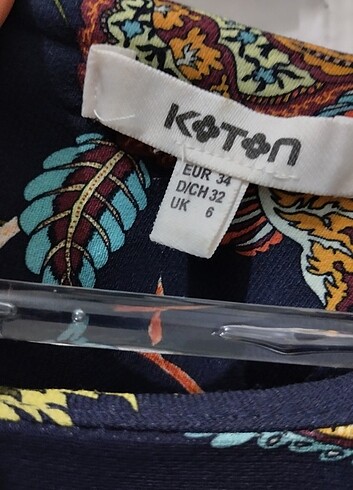 KOTON
EUR 34
D/CH 32
UK 6